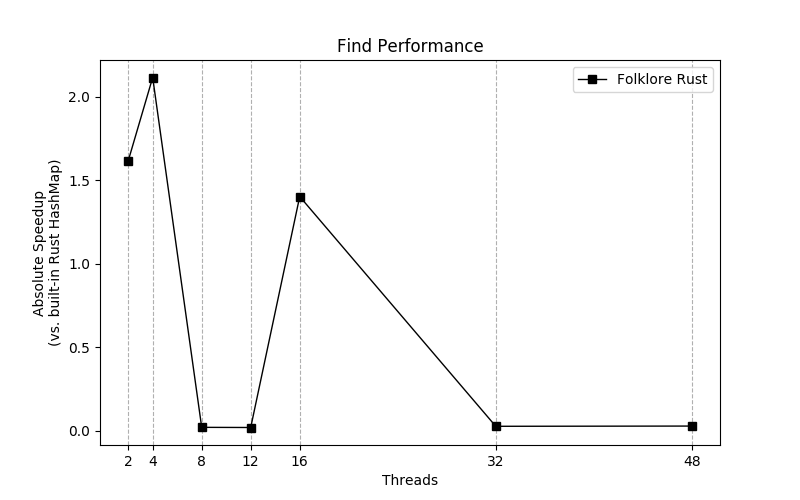 Find Performance
Folklore Rust
Absolute Speedup
(vs. built-in Rust HashMap)
2.0
1.5
1.0
0.5
0.0
2 4 8 12 16 32 48
Threads